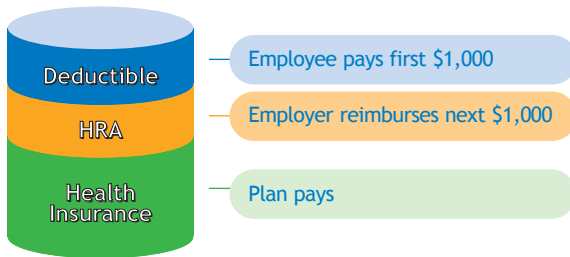 Deductible
Employee pays first $1,000
HRA
Employer reimburses next $1,000
Health
Insurance
Plan pays